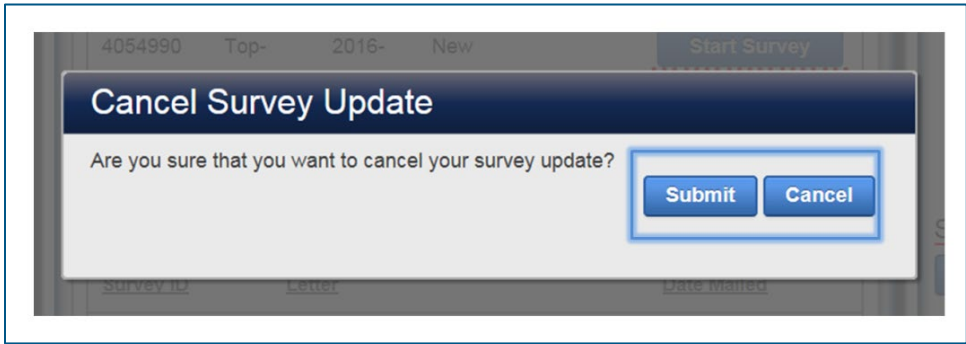 4054990 Top- 2016- New Start Survey
Cancel Survey Update
Are you sure that you want to cancel your survey update?
Submit Cancel
S
Survey ID Letter Date Mailed